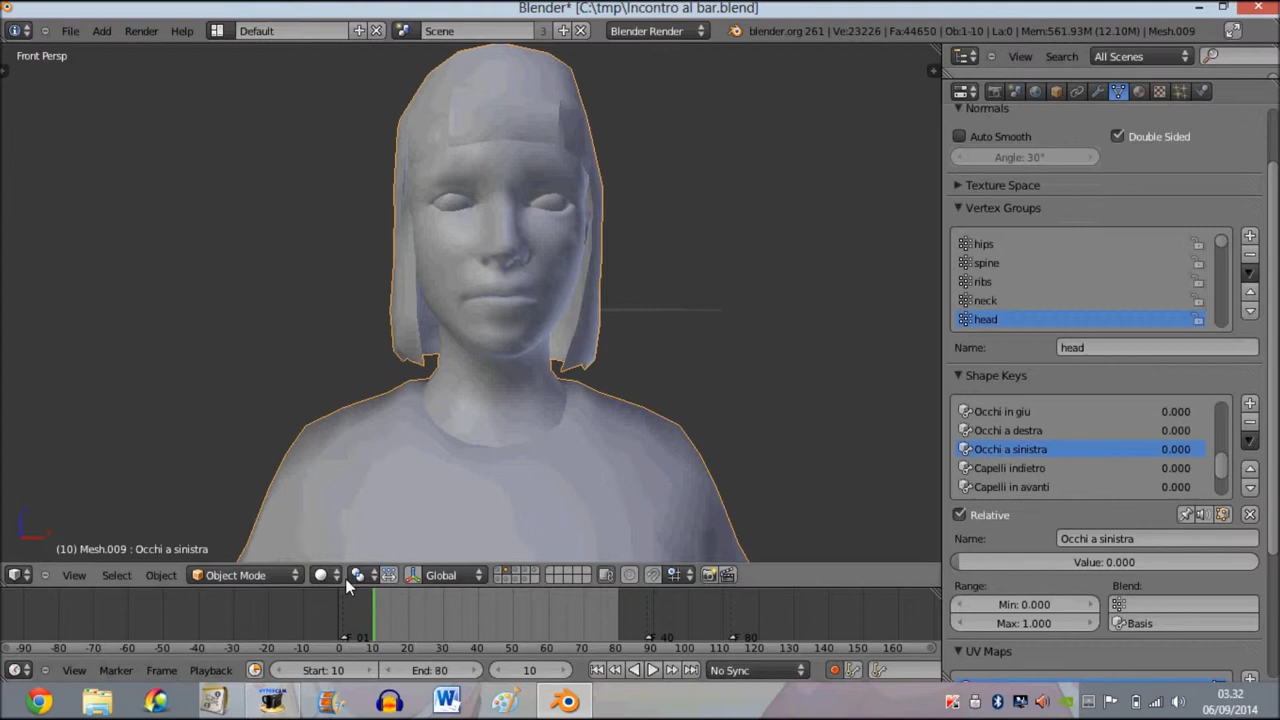 Blender* [C:\tmp\Incontro al bar.blend]
File Add Render Help Default Scene 3 Blender Render blender.org 261 | Ve:23226 | Fa:44650 | Ob:1-10 | La:0 | Mem:561.93M (12.10M) | Mesh.009
Front Persp
View Search All Scenes
Normals
Auto Smooth Double Sided
Angle: 30°
Texture Space
Vertex Groups
hips
spine
ribs
neck
head
Name: head
Shape Keys
Occhi in giu 0.000
Occhi a destra 0.000
Occhi a sinistra 0.000
Capelli indietro 0.000
Capelli in avanti 0.000
Relative
Name: Occhi a sinistra
Value: 0.000
Range: Blend:
Min: 0.000
Max: 1.000 Basis
UV Maps
(10) Mesh.009 : Occhi a sinistra
View Select Object Object Mode Global
F 01 F 40 F 80
-90 -80 -70 -60 -50 -40 -30 -20 -10 0 10 20 30 40 50 60 70 80 90 100 110 120 130 140 150 160
View Marker Frame Playback Start: 10 End: 80 10 No Sync
HYPERCAM
W
03.32
06/09/2014